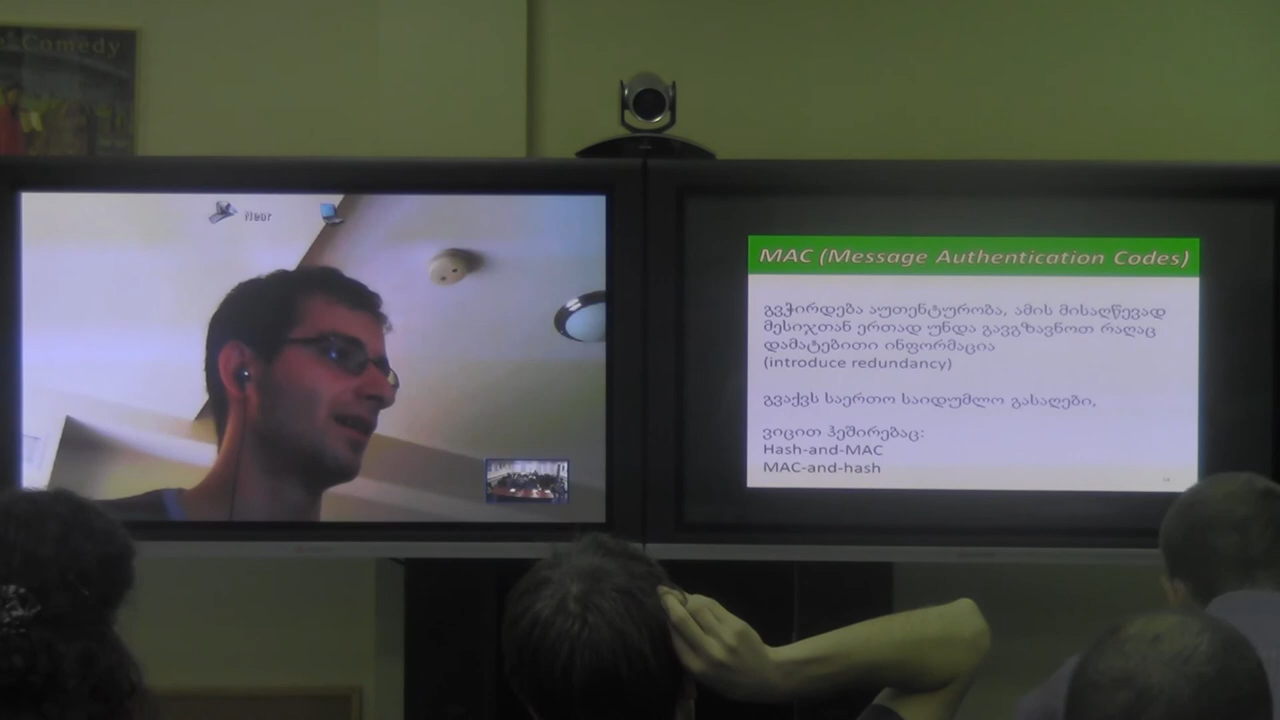 Comedy
Near
MAC (Message Authentication Codes)
გვჭირდება აუთენტურობა, ამის მისაღწევად
მესიჯთან ერთად უნდა გავგზავნოთ რაღაც
დამატებითი ინფორმაცია
(introduce redundancy)
გვაქვს საერთო საიდუმლო გასაღები,
ვიცით ჰეშირებაც:
Hash-and-MAC
MAC-and-hash